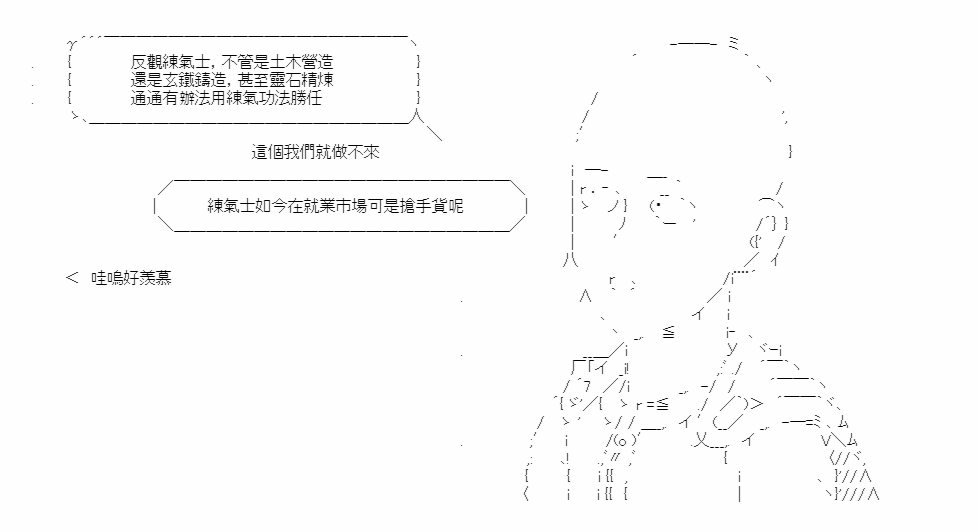 反觀練氣士，不管是土木營造
還是玄鐵鑄造，甚至靈石精煉
通通有辦法用練氣功法勝任
這個我們就做不來
練氣士如今在就業市場可是搶手貨呢
＜ 哇嗚好羨慕